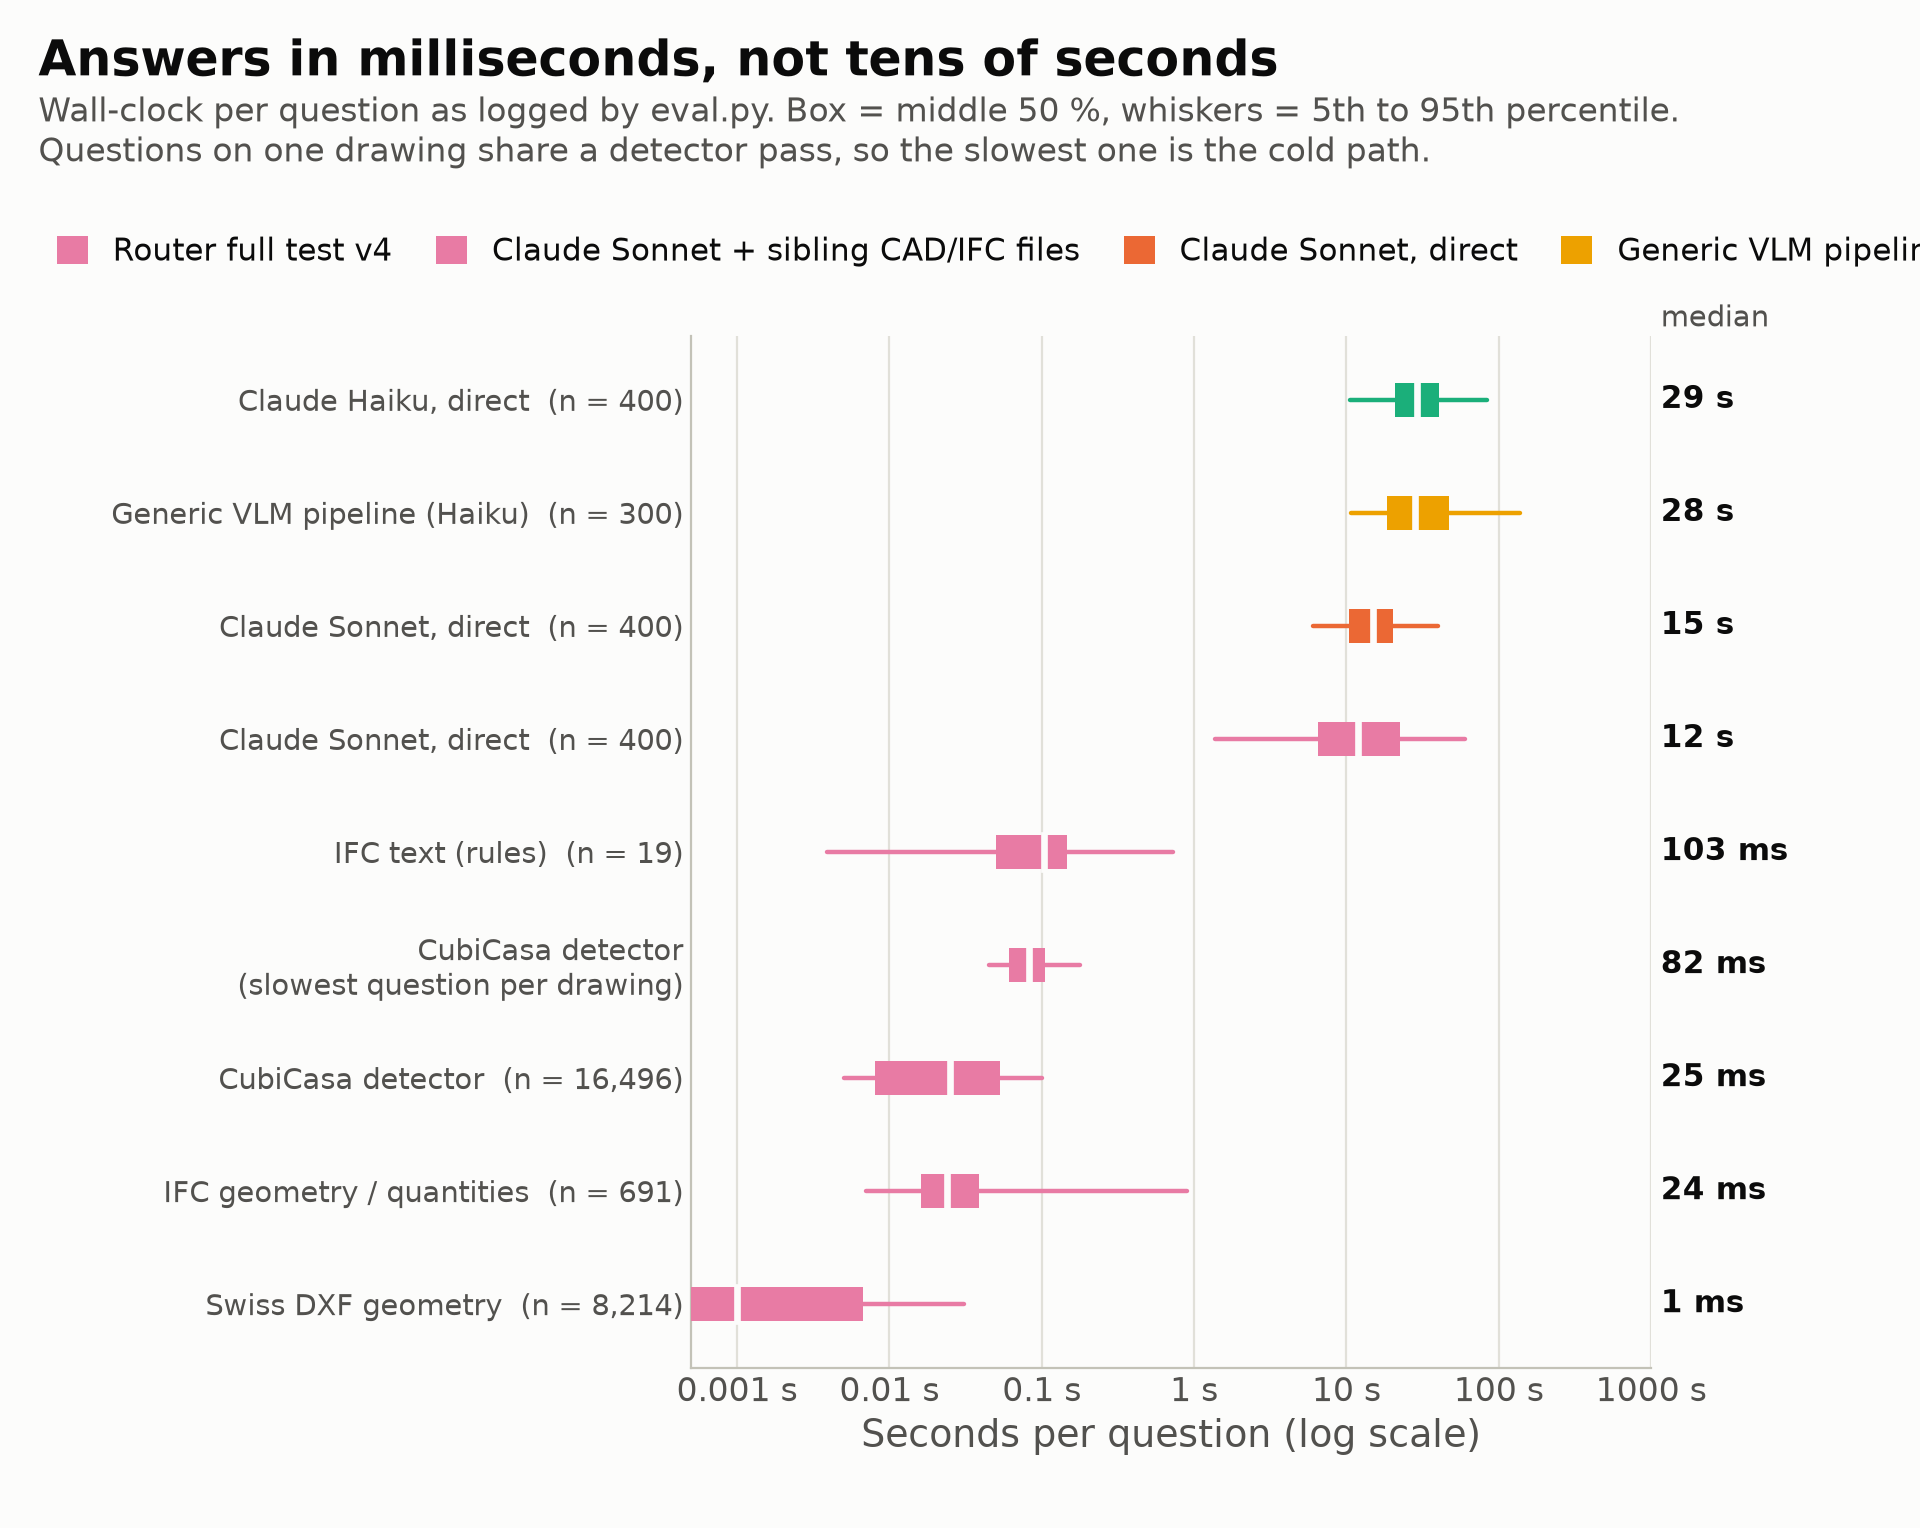 Answers in milliseconds, not tens of seconds
Wall-clock per question as logged by eval.py. Box = middle 50 %, whiskers = 5th to 95th percentile.
Questions on one drawing share a detector pass, so the slowest one is the cold path.
Router full test v4 Claude Sonnet + sibling CAD/IFC files Claude Sonnet, direct Generic VLM
median
Claude Haiku, direct (n = 400) 29 s
Generic VLM pipeline (Haiku) (n = 300) 28 s
Claude Sonnet, direct (n = 400) 15 s
Claude Sonnet, direct (n = 400) 12 s
IFC text (rules) (n = 19) 103 ms
CubiCasa detector
(slowest question per drawing) 82 ms
CubiCasa detector (n = 16,496) 25 ms
IFC geometry / quantities (n = 691) 24 ms
Swiss DXF geometry (n = 8,214) 1 ms
0.001 s 0.01 s 0.1 s 1 s 10 s 100 s 1000 s
Seconds per question (log scale)